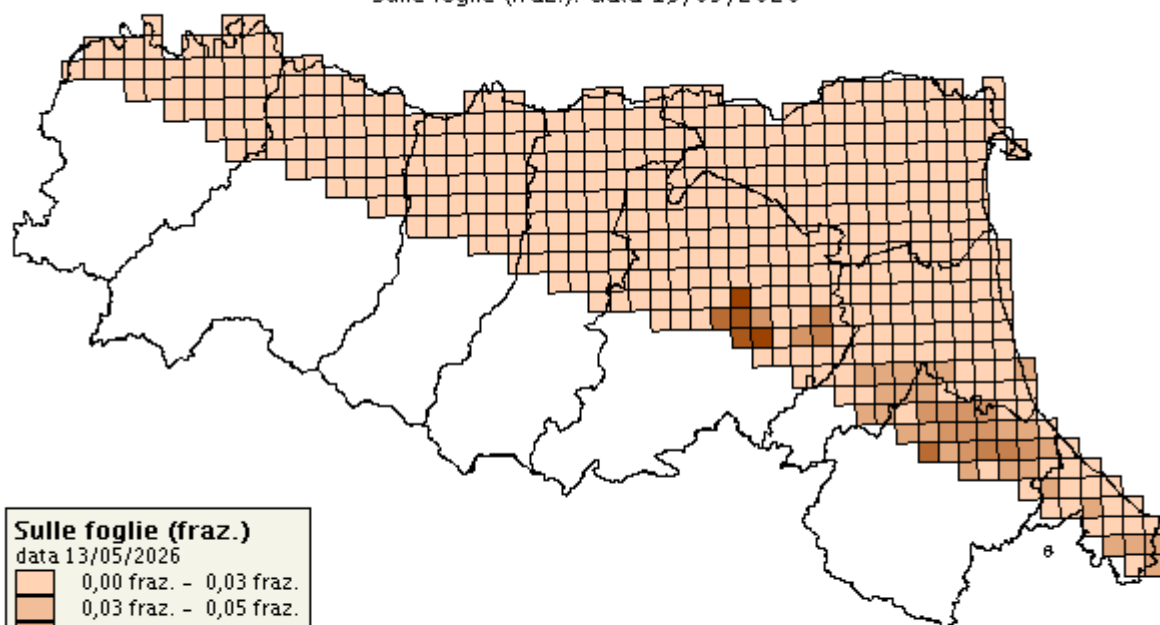 Sulle foglie (fraz.)
data 13/05/2026
0,00 fraz. - 0,03 fraz.
0,03 fraz. - 0,05 fraz.